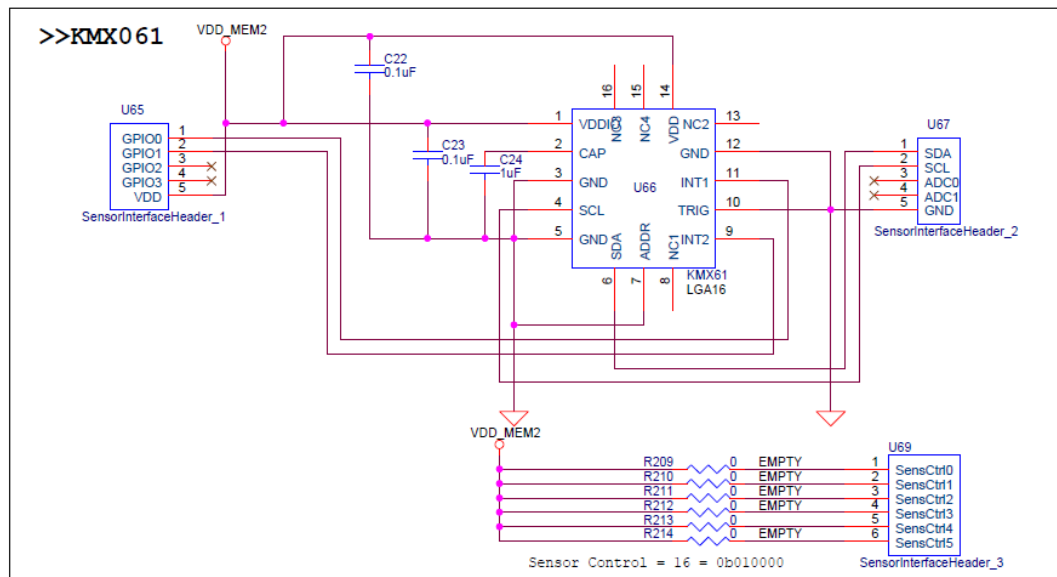 >>KMX061
VDD_MEM2
C22
0.1uF
16
15
14
U65
1
VDDIO
NC3
NC4
VDD
NC2
13
U67
GPIO0
1
GPIO1
2
GPIO2
3
GPIO3
4
VDD
5
SensorInterfaceHeader_1
C23
0.1uF
C24
1uF
2
CAP
GND
12
3
GND
U66
INT1
11
4
SCL
TRIG
10
5
GND
SDA
ADDR
NC1
INT2
9
6
7
8
KMX61
LGA16
1
SDA
2
SCL
3
ADC0
4
ADC1
5
GND
SensorInterfaceHeader_2
VDD_MEM2
U69
R209 0 EMPTY 1 SensCtrl0
R210 0 EMPTY 2 SensCtrl1
R211 0 EMPTY 3 SensCtrl2
R212 0 EMPTY 4 SensCtrl3
R213 0 5 SensCtrl4
R214 0 EMPTY 6 SensCtrl5
Sensor Control = 16 = 0b010000
SensorInterfaceHeader_3